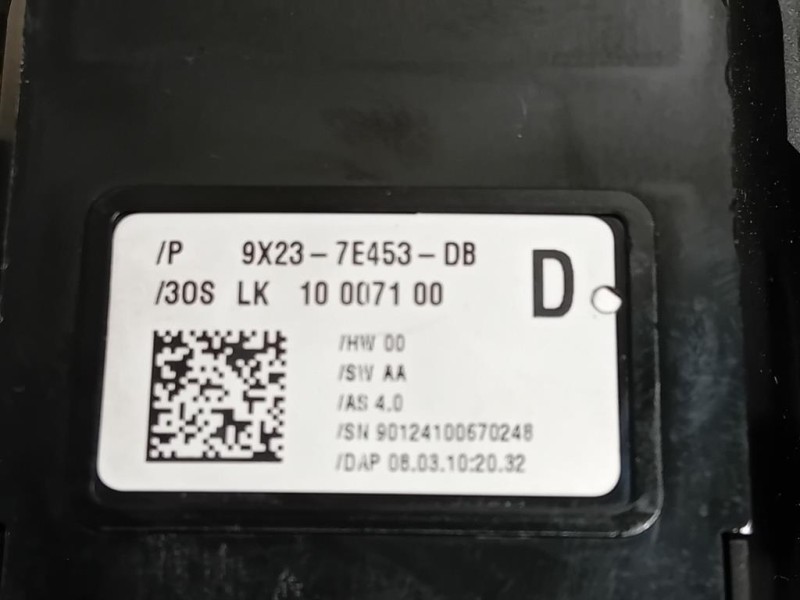 /P 9X23-7E453-DB
D
/3OS LK 10 0071 00
/HW 00
/SW AA
/AS 4.0
/SN 90124100670248
/DAP 08.03.10:20.32